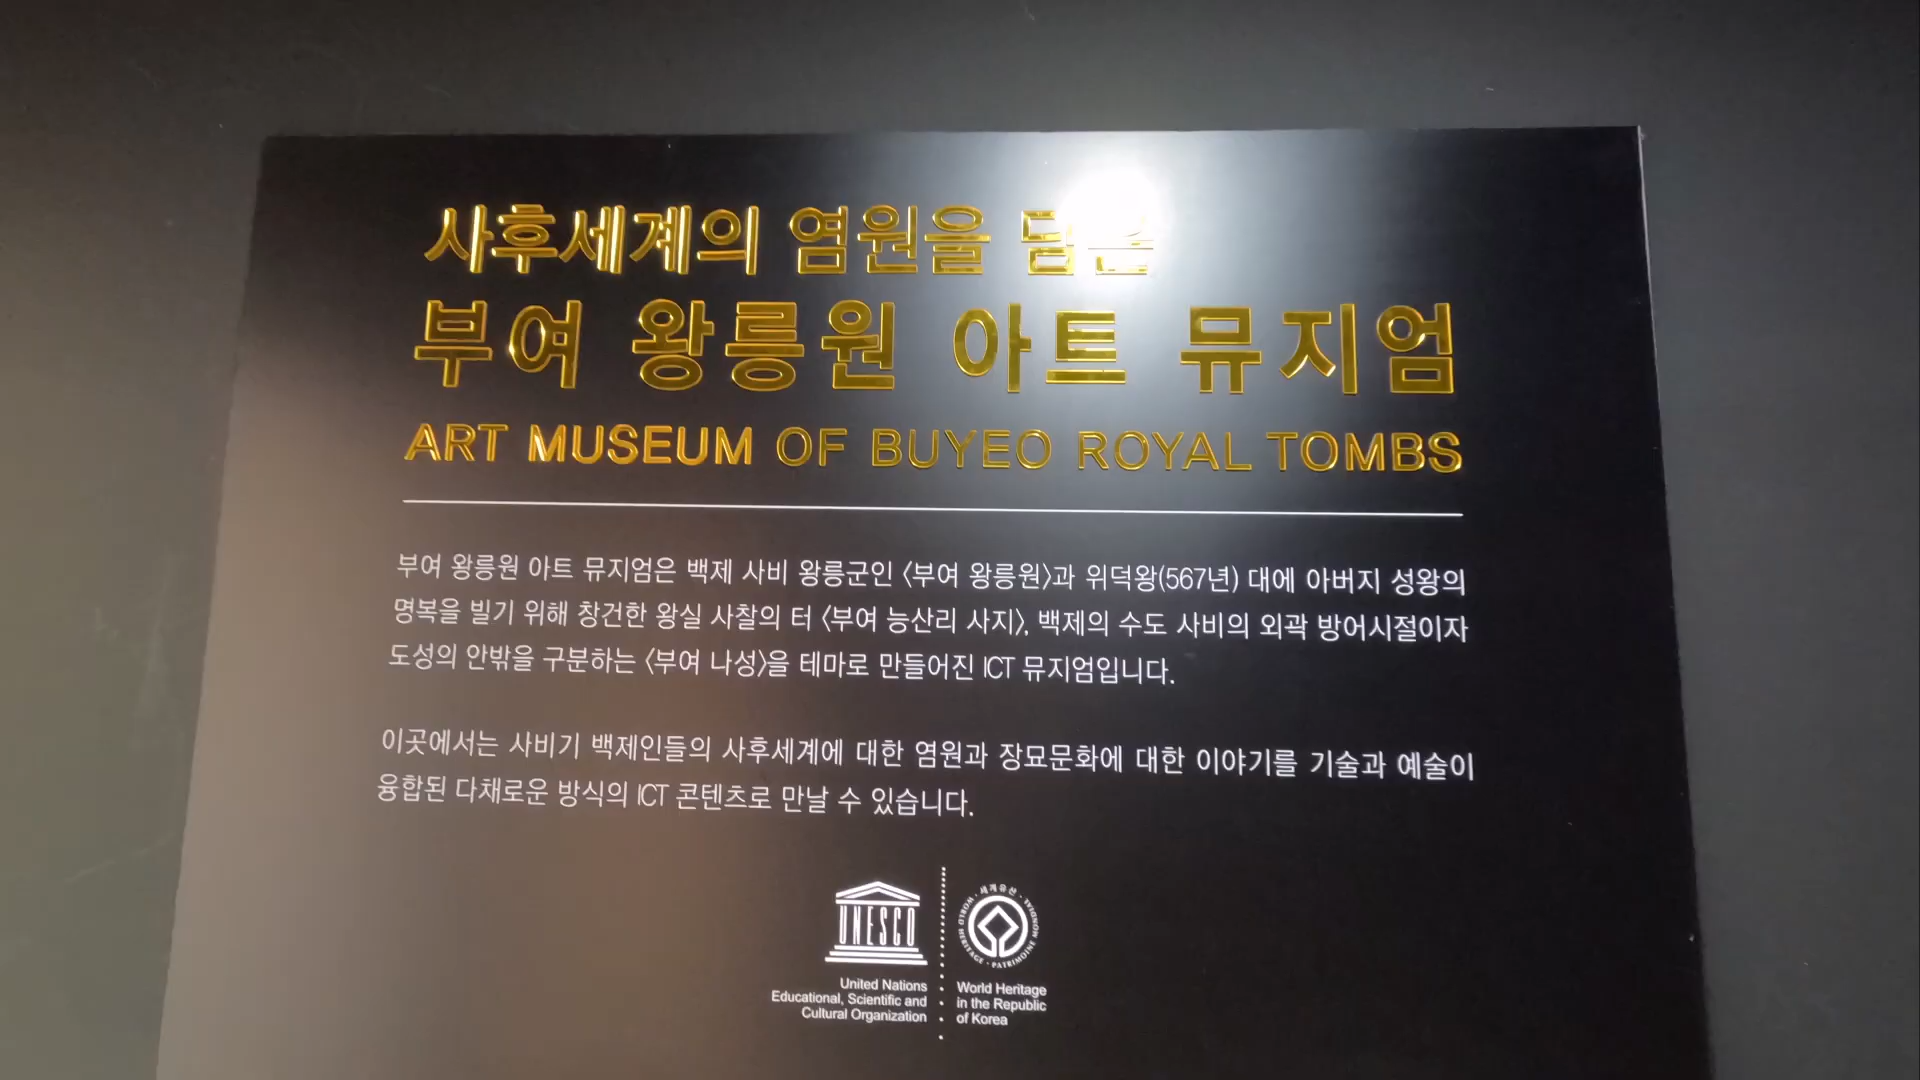 사후세계의 염원을 담은
부여 왕릉원 아트 뮤지엄
ART MUSEUM OF BUYEO ROYAL TOMBS
부여 왕릉원 아트 뮤지엄은 백제 사비 왕릉군인 〈부여 왕릉원〉과 위덕왕(567년) 대에 아버지 성왕의
명복을 빌기 위해 창건한 왕실 사찰의 터 〈부여 능산리 사지〉, 백제의 수도 사비의 외곽 방어시절이자
도성의 안밖을 구분하는 〈부여 나성〉을 테마로 만들어진 ICT 뮤지엄입니다.
이곳에서는 사비기 백제인들의 사후세계에 대한 염원과 장묘문화에 대한 이야기를 기술과 예술이
융합된 다채로운 방식의 ICT 콘텐츠로 만날 수 있습니다.
UNESCO
United Nations
Educational, Scientific and
Cultural Organization
세계유산 · WORLD HERITAGE · PATRIMOINE MONDIAL
World Heritage
in the Republic
of Korea